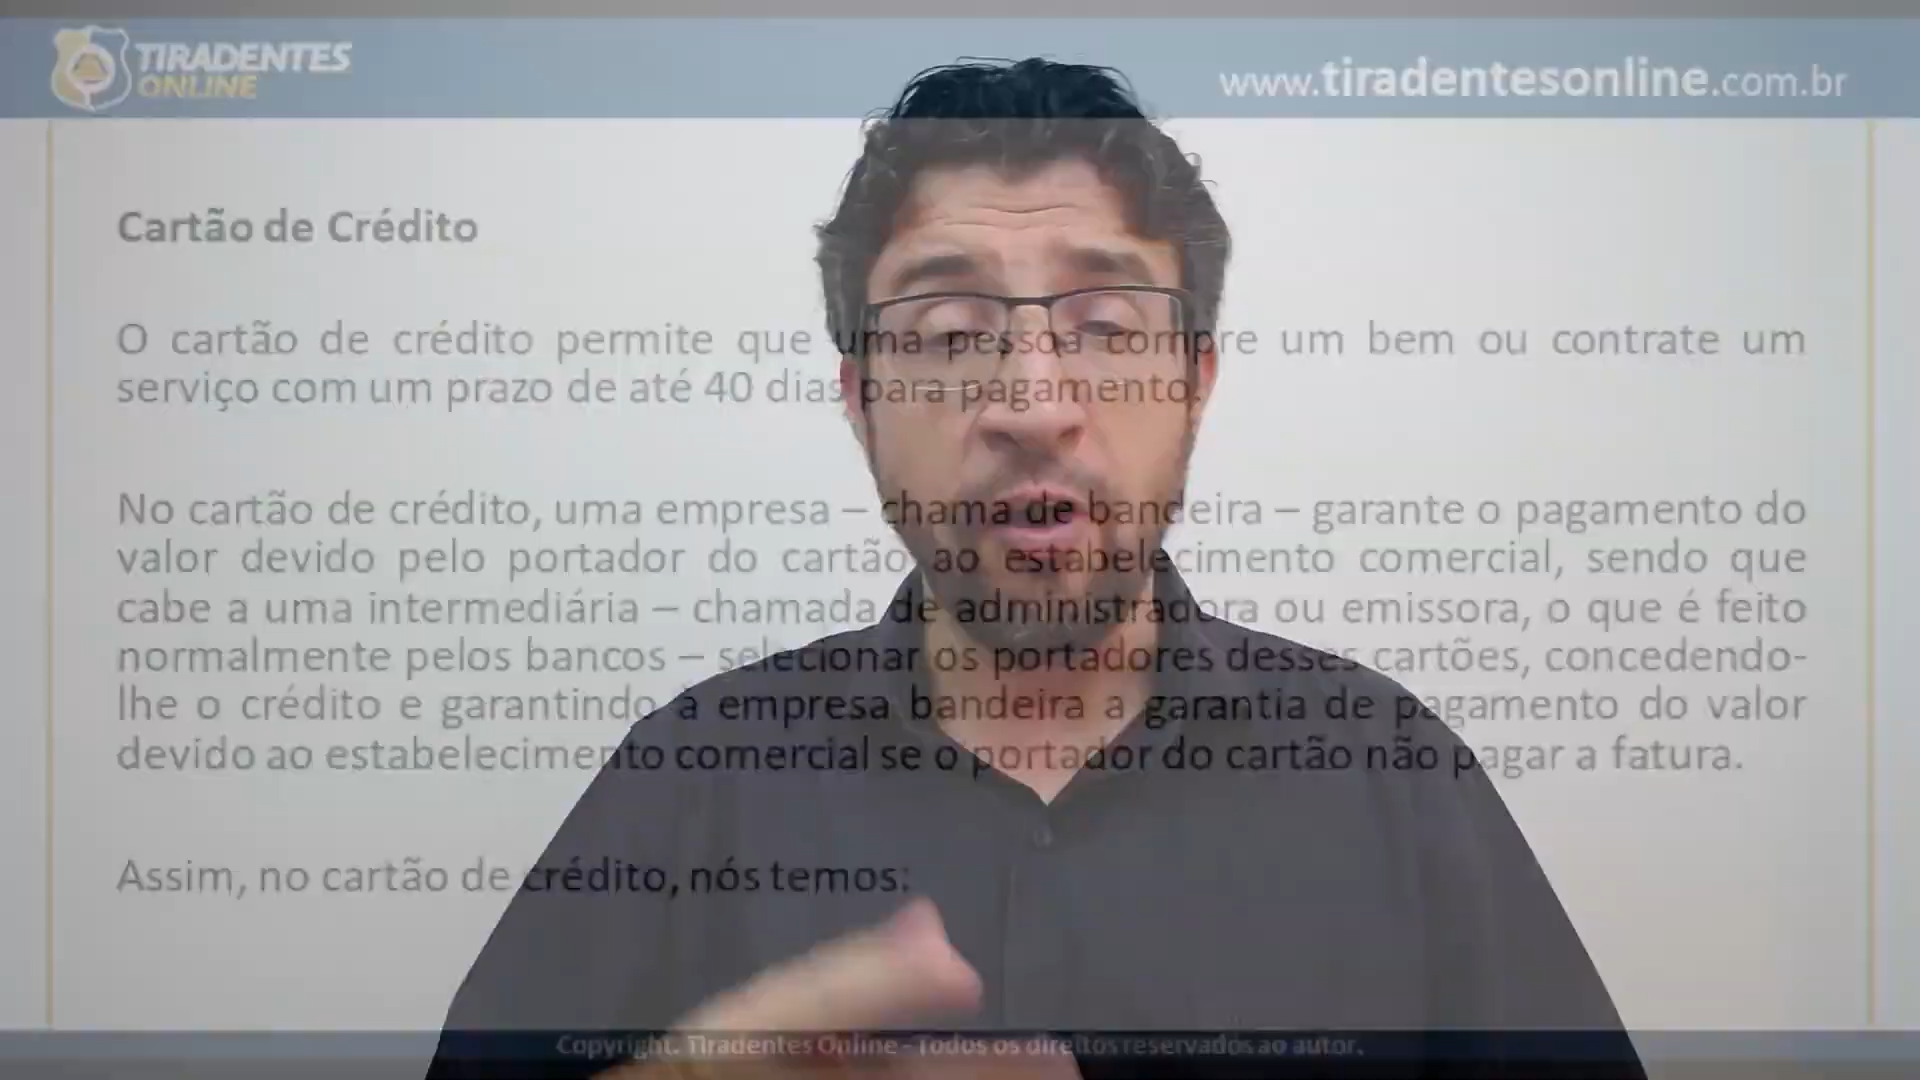 TIRADENTES
ONLINE
www.tiradentesonline.com.br
Cartão de Crédito
O cartão de crédito permite que uma pessoa compre um bem ou contrate um
serviço com um prazo de até 40 dias para pagamento.
No cartão de crédito, uma empresa – chama de bandeira – garante o pagamento do
valor devido pelo portador do cartão ao estabelecimento comercial, sendo que
cabe a uma intermediária – chamada de administradora ou emissora, o que é feito
normalmente pelos bancos – selecionar os portadores desses cartões, concedendo-
lhe o crédito e garantindo à empresa bandeira a garantia de pagamento do valor
devido ao estabelecimento comercial se o portador do cartão não pagar a fatura.
Assim, no cartão de crédito, nós temos:
Copyright. Tiradentes Online - Todos os direitos reservados ao autor.